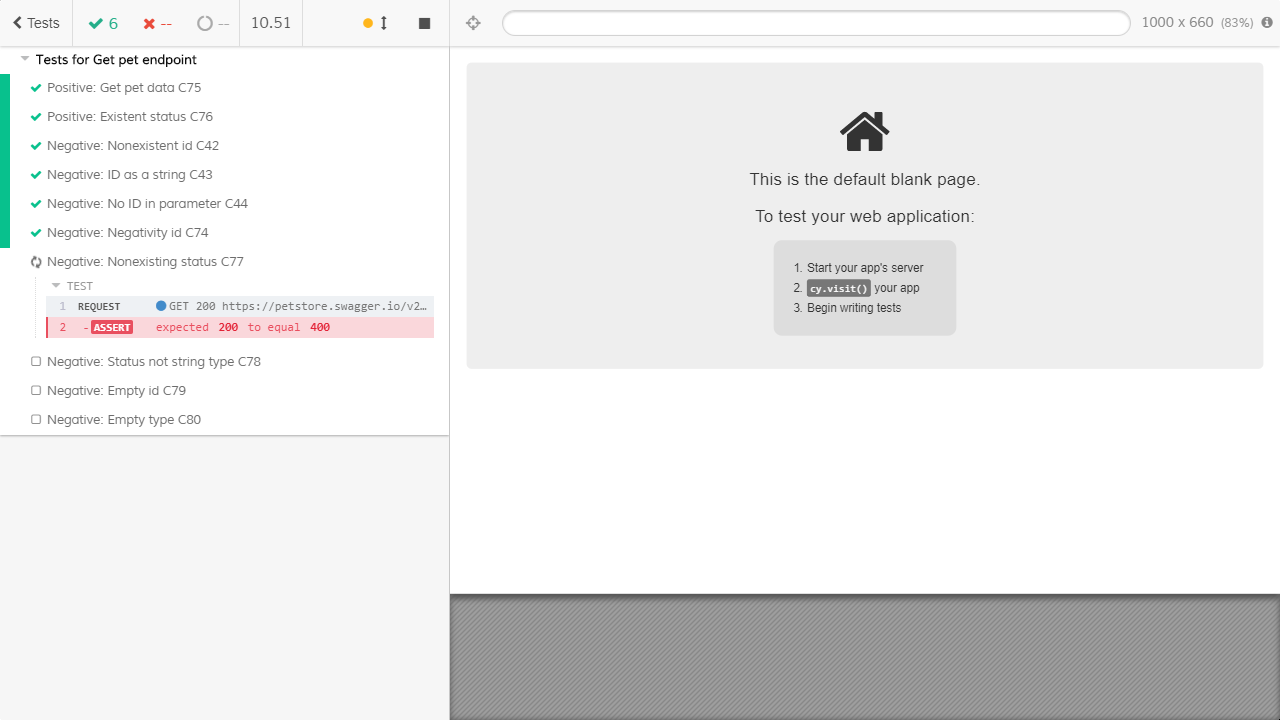 Tests
6
--
--
10.51
1000 x 660 (83%)
Tests for Get pet endpoint
Positive: Get pet data C75
Positive: Existent status C76
Negative: Nonexistent id C42
Negative: ID as a string C43
Negative: No ID in parameter C44
Negative: Negativity id C74
Negative: Nonexisting status C77
TEST
1 REQUEST GET 200 https://petstore.swagger.io/v2…
2 -ASSERT expected 200 to equal 400
Negative: Status not string type C78
Negative: Empty id C79
Negative: Empty type C80
This is the default blank page.
To test your web application:
1. Start your app's server
2. cy.visit() your app
3. Begin writing tests